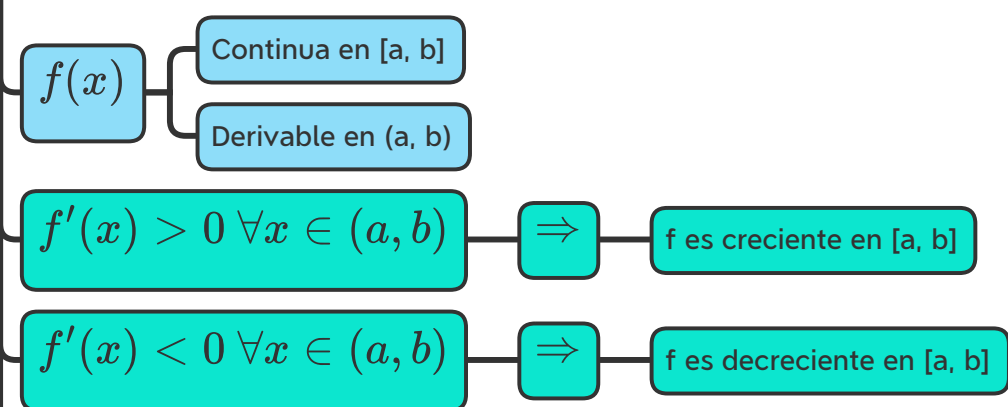 f(x)
Continua en [a, b]
Derivable en (a, b)
f′(x) > 0 ∀x ∈ (a, b)
⇒
f es creciente en [a, b]
f′(x) < 0 ∀x ∈ (a, b)
⇒
f es decreciente en [a, b]